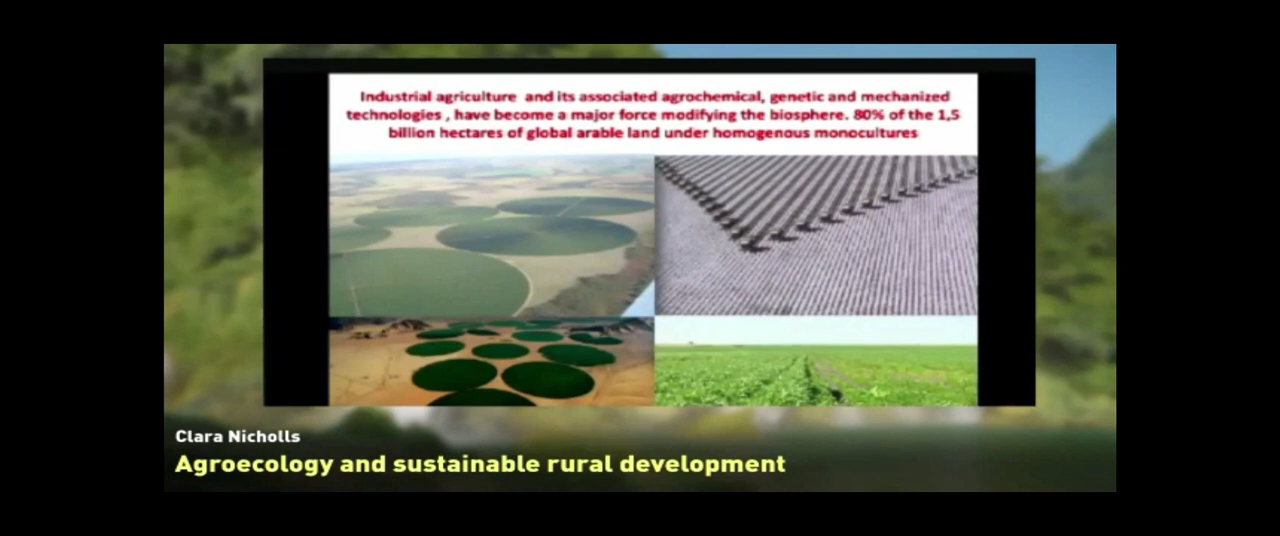 Industrial agriculture and its associated agrochemical, genetic and mechanized
technologies , have become a major force modifying the biosphere. 80% of the 1,5
billion hectares of global arable land under homogenous monocultures
Clara Nicholls
Agroecology and sustainable rural development